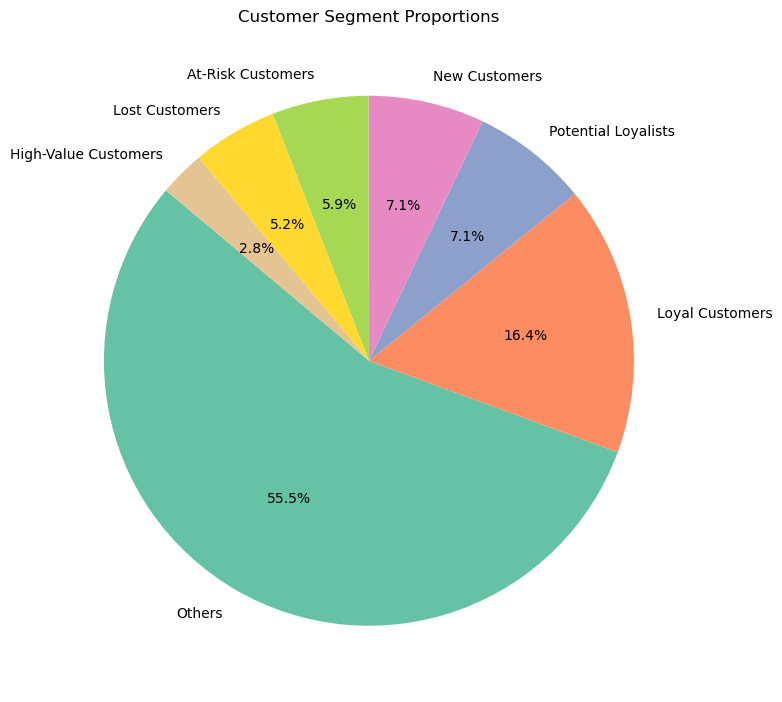 Customer Segment Proportions
At-Risk Customers
New Customers
Lost Customers
Potential Loyalists
High-Value Customers
5.9%
7.1%
5.2%
7.1%
2.8%
Loyal Customers
16.4%
55.5%
Others